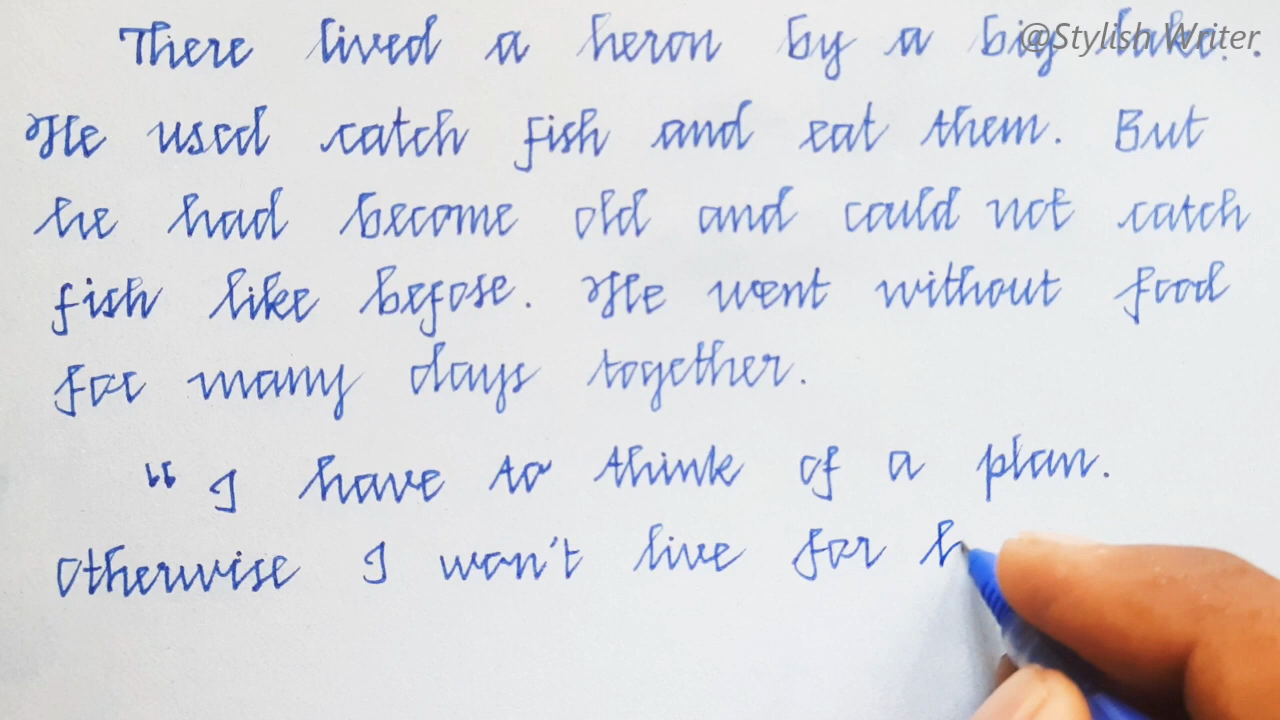 There lived a heron by a big lake.
@Stylish Writer
He used catch fish and eat them. But
he had become old and could not catch
fish like befose. He went without food
for many days together.
“ I have to think of a plan.
Otherwise I won't live for